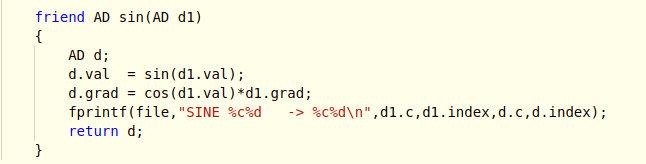 friend AD sin(AD d1)
{
    AD d;
    d.val  = sin(d1.val);
    d.grad = cos(d1.val)*d1.grad;
    fprintf(file,"SINE %c%d   -> %c%d\n",d1.c,d1.index,d.c,d.index);
    return d;
}